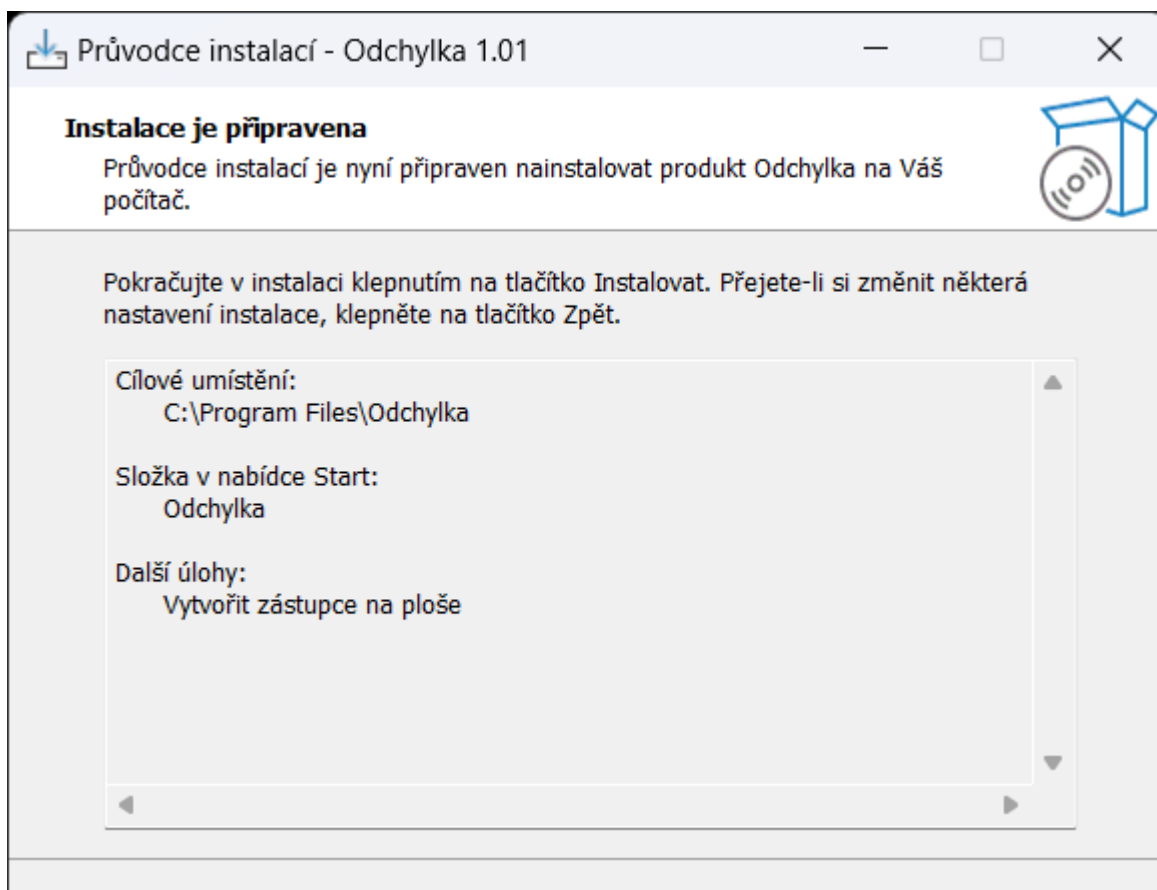 Průvodce instalací - Odchylka 1.01
Instalace je připravena
Průvodce instalací je nyní připraven nainstalovat produkt Odchylka na Váš
počítač.
Pokračujte v instalaci klepnutím na tlačítko Instalovat. Přejete-li si změnit některá
nastavení instalace, klepněte na tlačítko Zpět.
Cílové umístění:
C:\Program Files\Odchylka
Složka v nabídce Start:
Odchylka
Další úlohy:
Vytvořit zástupce na ploše